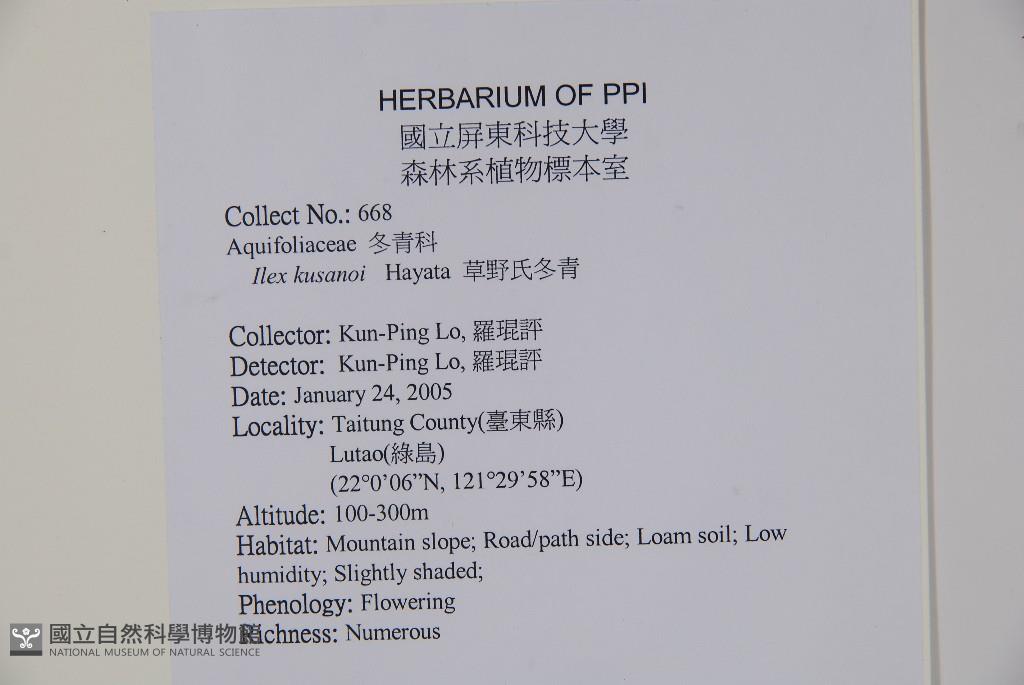 HERBARIUM OF PPI
國立屏東科技大學
森林系植物標本室
Collect No.: 668
Aquifoliaceae 冬青科
Ilex kusanoi Hayata 草野氏冬青
Collector: Kun-Ping Lo, 羅琨評
Detector: Kun-Ping Lo, 羅琨評
Date: January 24, 2005
Locality: Taitung County(臺東縣)
Lutao(綠島)
(22°0’06”N, 121°29’58”E)
Altitude: 100-300m
Habitat: Mountain slope; Road/path side; Loam soil; Low
humidity; Slightly shaded;
Phenology: Flowering
Richness: Numerous
國立自然科學博物館
NATIONAL MUSEUM OF NATURAL SCIENCE